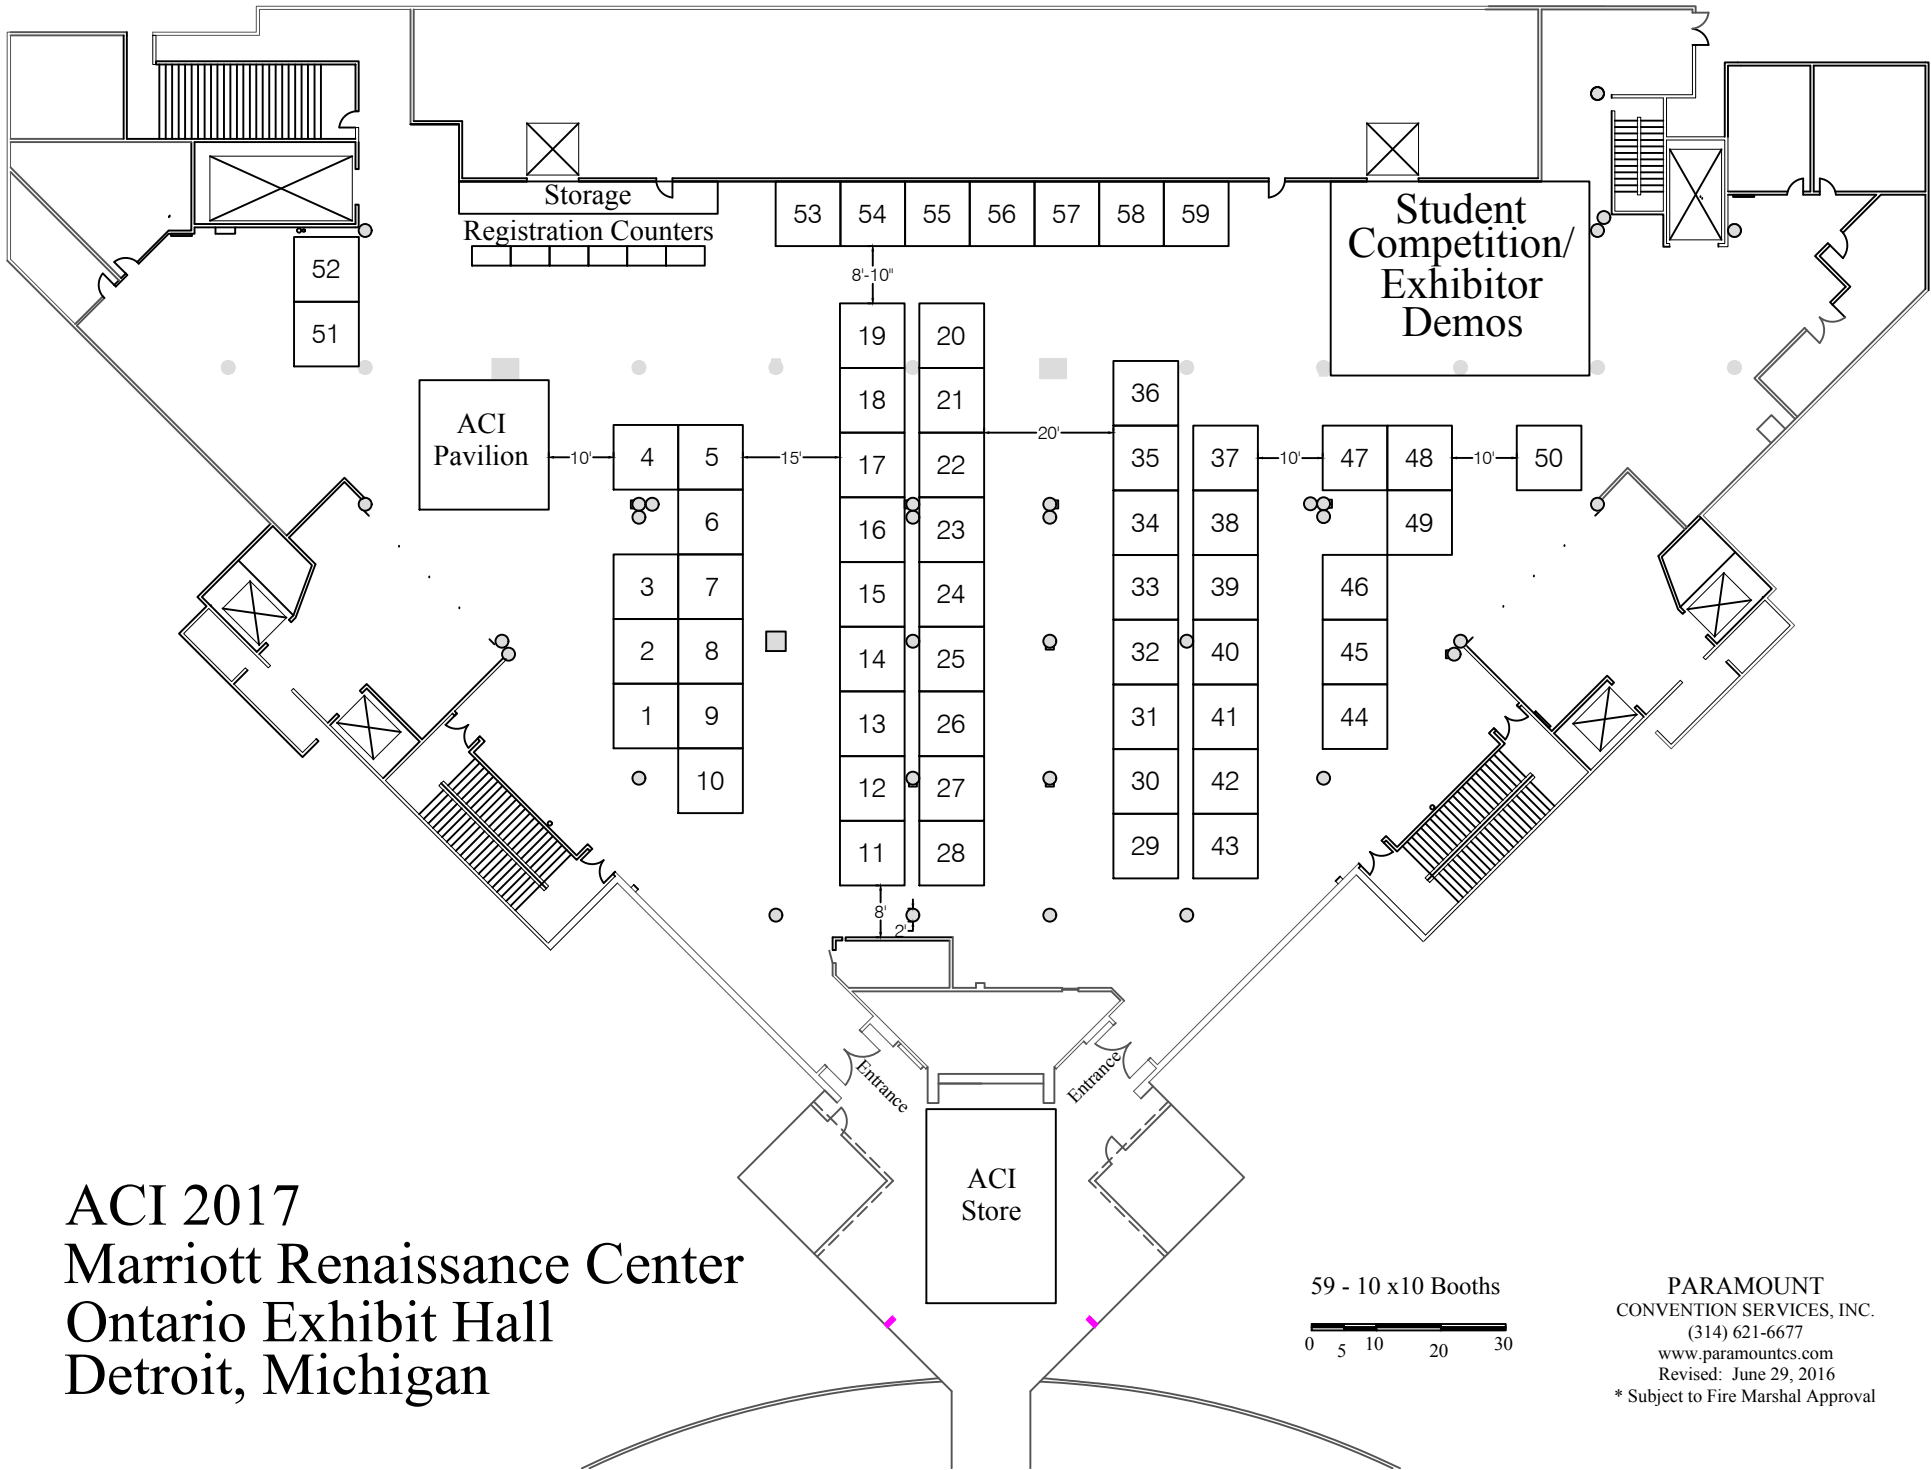 Storage
Registration Counters
53 54 55 56 57 58 59
Student
Competition/
Exhibitor
Demos
52
51
8'-10"
19 20
18 21
36
ACI
Pavilion
10'
4 5
15'
17 22
20'
35 37
10'
47 48
10'
50
6
16 23
34 38
49
3 7
15 24
33 39
46
2 8
14 25
32 40
45
1 9
13 26
31 41
44
10
12 27
30 42
11 28
29 43
8'
2'
Entrance
Entrance
ACI
Store
ACI 2017
Marriott Renaissance Center
Ontario Exhibit Hall
Detroit, Michigan
59 - 10 x10 Booths
0 5 10 20 30
PARAMOUNT
CONVENTION SERVICES, INC.
(314) 621-6677
www.paramountcs.com
Revised: June 29, 2016
* Subject to Fire Marshal Approval